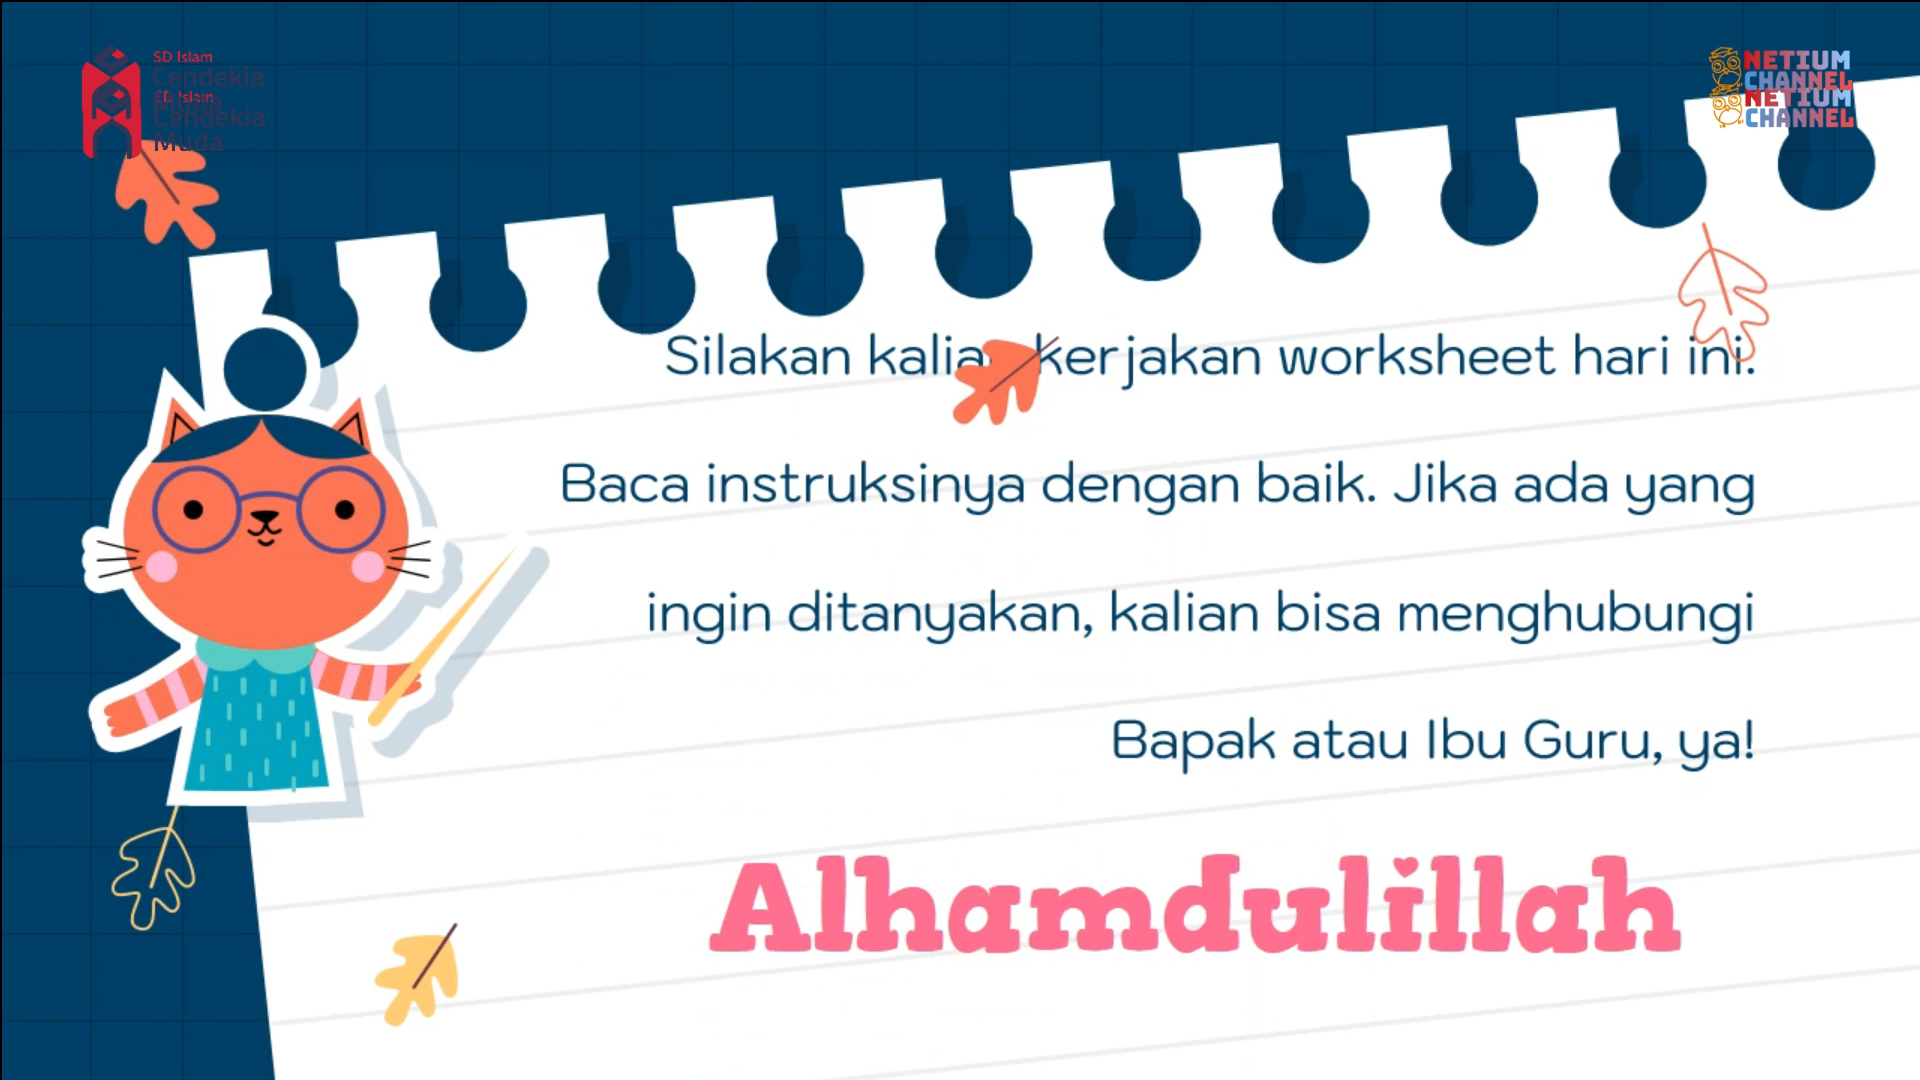 SD Islam
Cendekia
SD Islam
Cendekia
Muda
NETIUM
CHANNEL
NETIUM
CHANNEL
Silakan kalian kerjakan worksheet hari ini.
Baca instruksinya dengan baik. Jika ada yang
ingin ditanyakan, kalian bisa menghubungi
Bapak atau Ibu Guru, ya!
Alhamdulillah